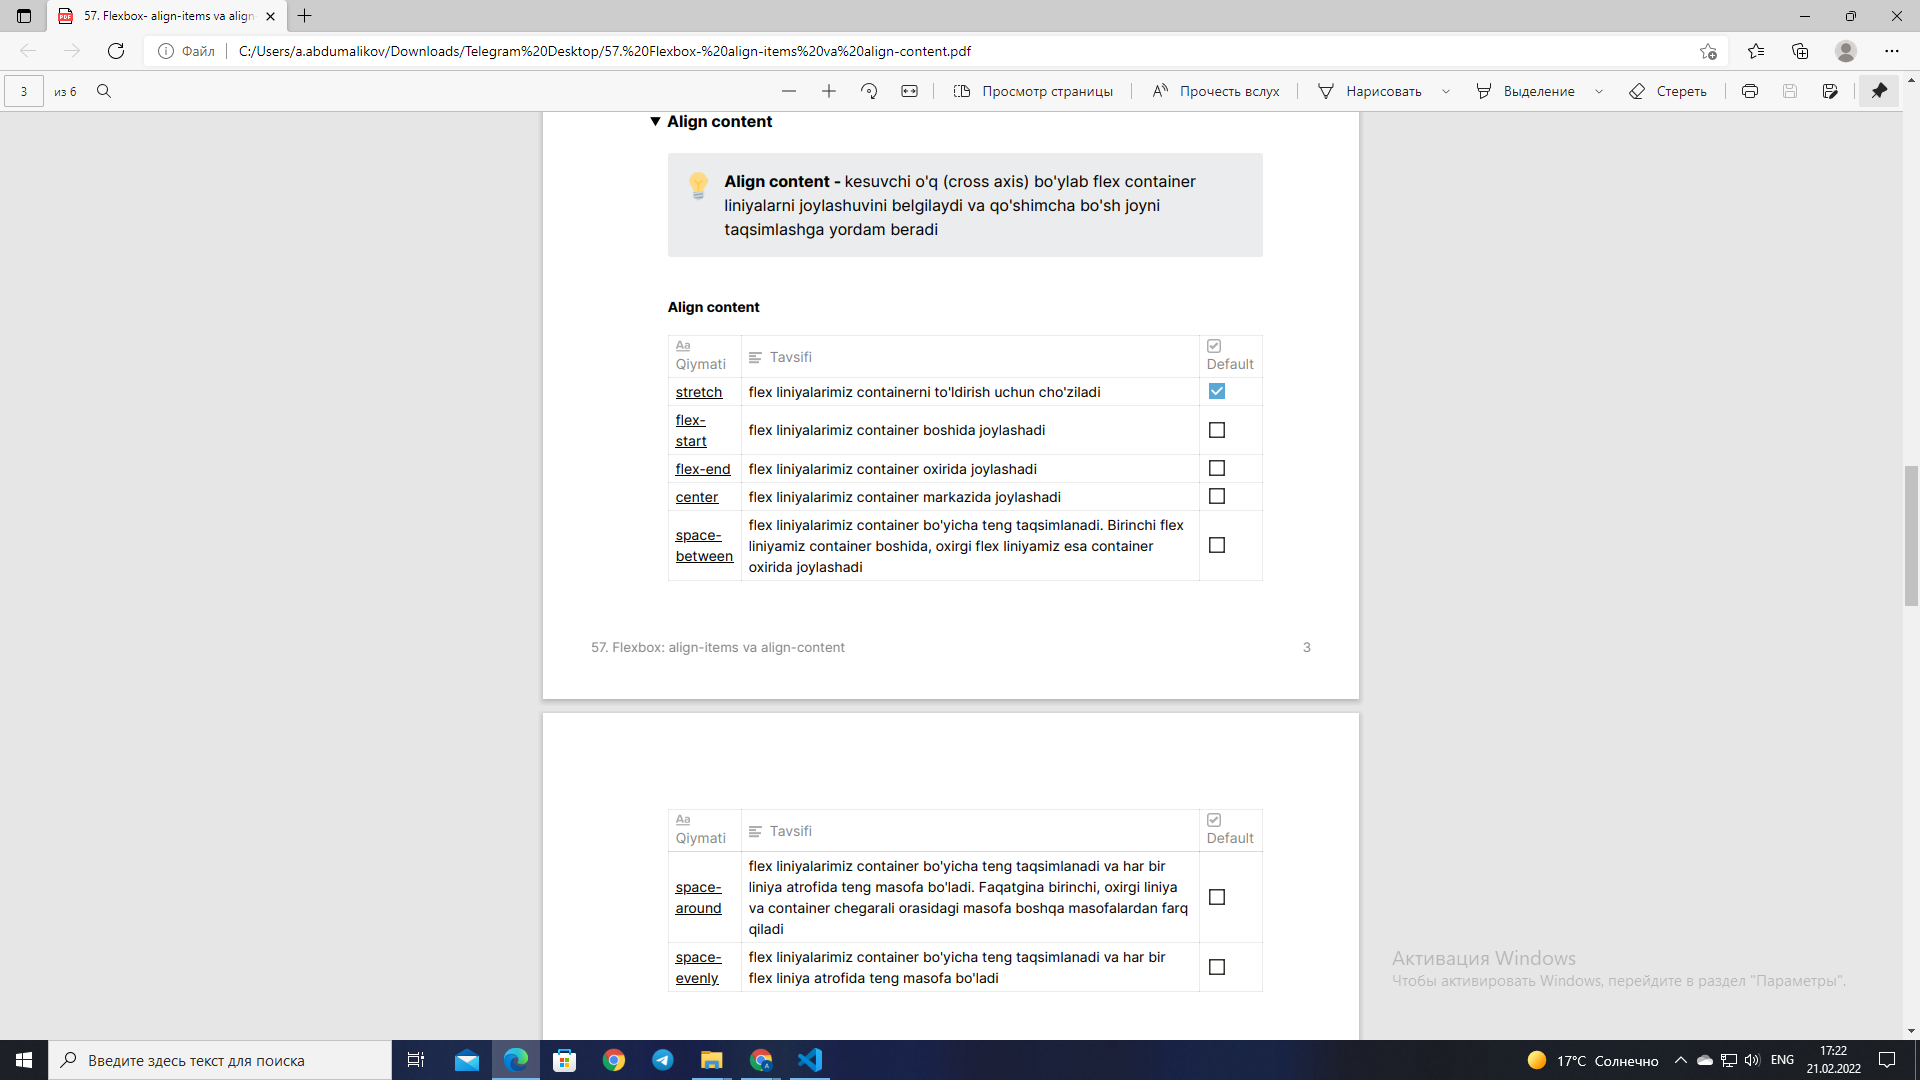 57. Flexbox- align-items va align-
Файл
C:/Users/a.abdumalikov/Downloads/Telegram%20Desktop/57.%20Flexbox-%20align-items%20va%20align-content.pdf
3 из 6
Просмотр страницы
Прочесть вслух
Нарисовать
Выделение
Стереть
Align content
Align content - kesuvchi o'q (cross axis) bo'ylab flex container
liniyalarni joylashuvini belgilaydi va qo'shimcha bo'sh joyni
taqsimlashga yordam beradi
Align content
Aa Qiymati
Tavsifi
Default
stretch
flex liniyalarimiz containerni to'ldirish uchun cho'ziladi
flex-
start
flex liniyalarimiz container boshida joylashadi
flex-end
flex liniyalarimiz container oxirida joylashadi
center
flex liniyalarimiz container markazida joylashadi
space-
between
flex liniyalarimiz container bo'yicha teng taqsimlanadi. Birinchi flex
liniyamiz container boshida, oxirgi flex liniyamiz esa container
oxirida joylashadi
57. Flexbox: align-items va align-content
3
Aa Qiymati
Tavsifi
Default
space-
around
flex liniyalarimiz container bo'yicha teng taqsimlanadi va har bir
liniya atrofida teng masofa bo'ladi. Faqatgina birinchi, oxirgi liniya
va container chegarali orasidagi masofa boshqa masofalardan farq
qiladi
space-
evenly
flex liniyalarimiz container bo'yicha teng taqsimlanadi va har bir
flex liniya atrofida teng masofa bo'ladi
Активация Windows
Чтобы активировать Windows, перейдите в раздел "Параметры".
Введите здесь текст для поиска
17°C Солнечно
ENG
17:22
21.02.2022